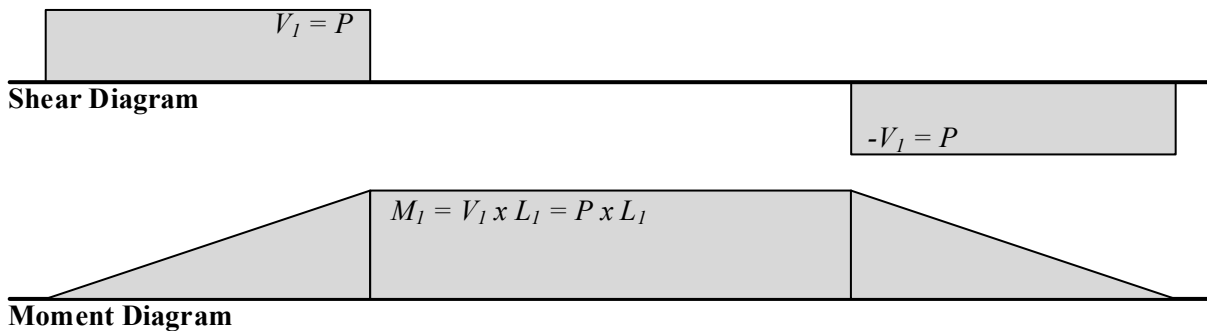 V₁ = P
Shear Diagram
-V₁ = P
M₁ = V₁ x L₁ = P x L₁
Moment Diagram